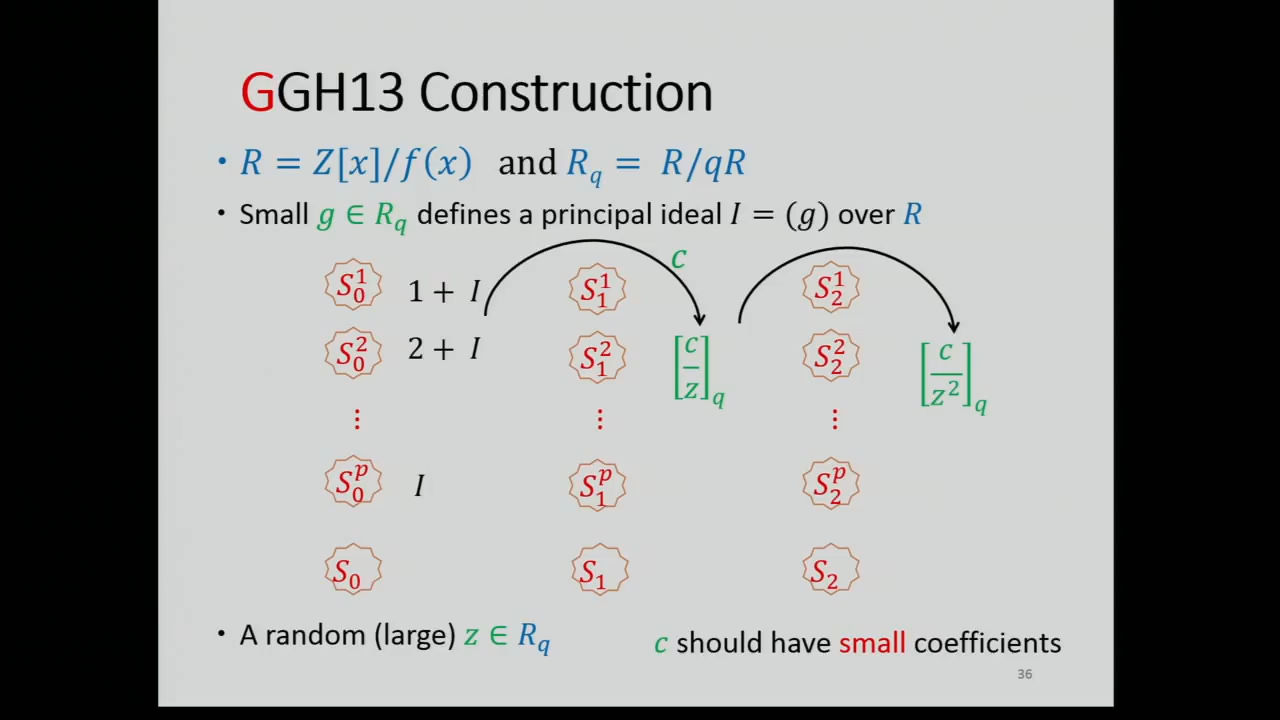 GGH13 Construction
• R = Z[x]/f(x) and R_q = R/qR
• Small g ∈ R_q defines a principal ideal I = (g) over R
c
S_0^1 1 + I S_1^1 S_2^1
S_0^2 2 + I S_1^2 [c/z]_q S_2^2 [c/z^2]_q
⋮ ⋮ ⋮
S_0^p I S_1^p S_2^p
S_0 S_1 S_2
• A random (large) z ∈ R_q
c should have small coefficients
36